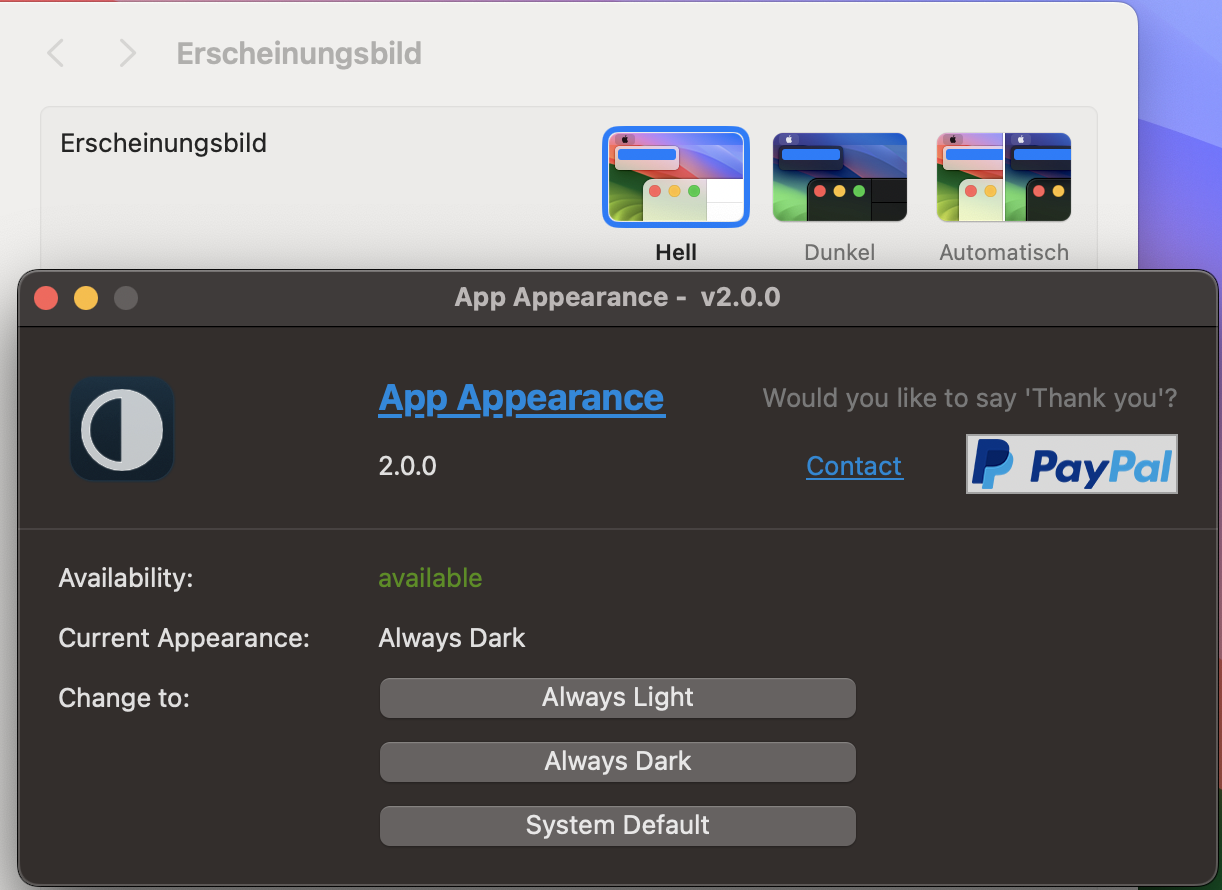 Erscheinungsbild
Erscheinungsbild
Hell Dunkel Automatisch
App Appearance - v2.0.0
App Appearance
Would you like to say 'Thank you'?
2.0.0
Contact
PayPal
Availability: available
Current Appearance: Always Dark
Change to: Always Light
Always Dark
System Default